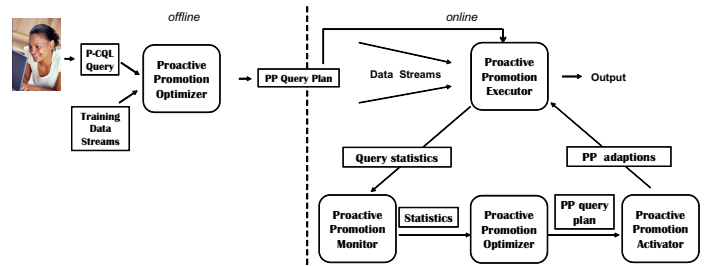 offline
online
P-CQL
Query
Proactive
Promotion
Optimizer
Training
Data
Streams
PP Query Plan
Data Streams
Proactive
Promotion
Executor
Output
Query statistics
PP adaptions
Proactive
Promotion
Monitor
Statistics
Proactive
Promotion
Optimizer
PP query
plan
Proactive
Promotion
Activator